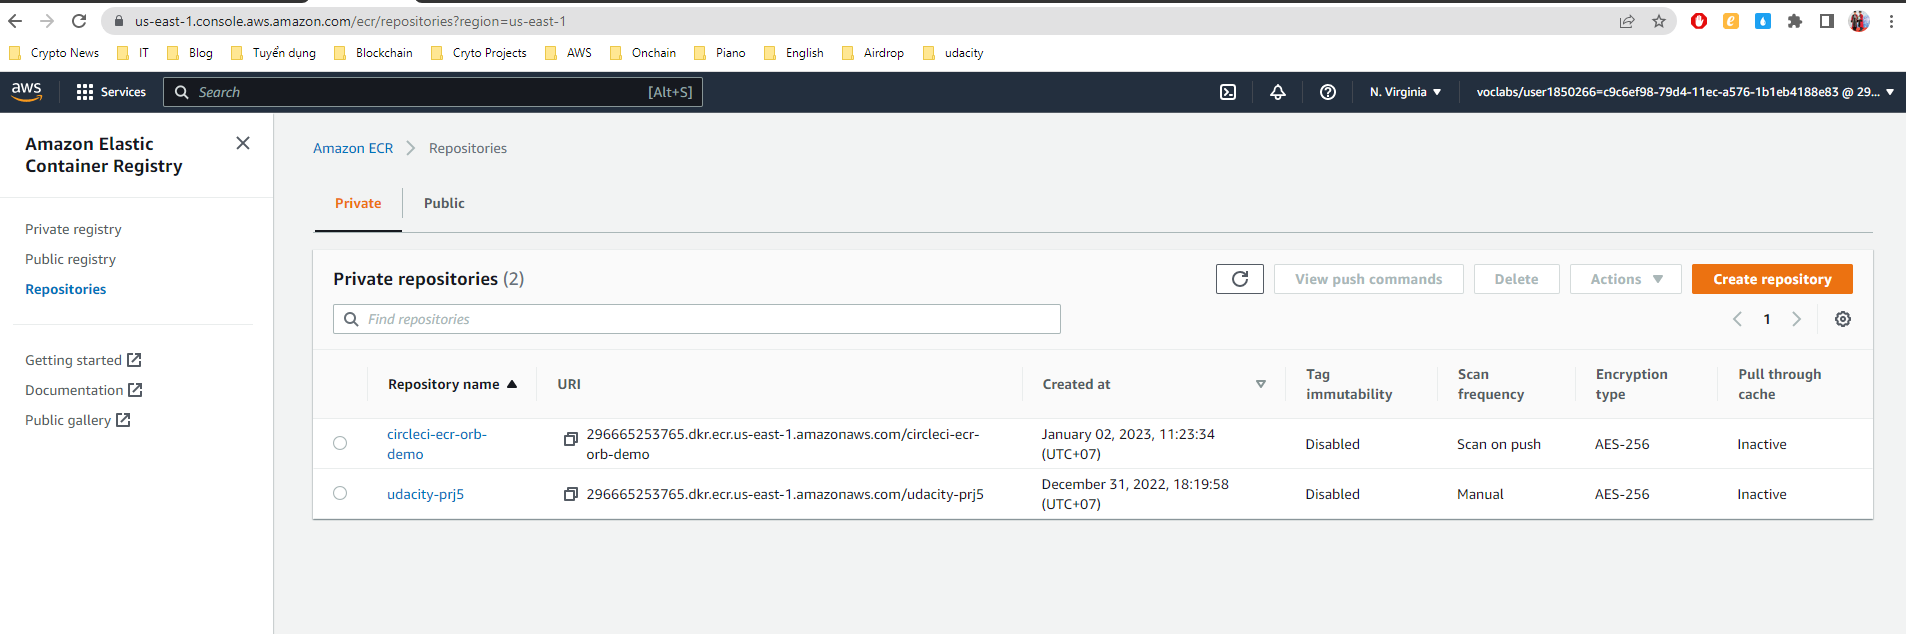 us-east-1.console.aws.amazon.com/ecr/repositories?region=us-east-1
Crypto News IT Blog Tuyển dụng Blockchain Cryto Projects AWS Onchain Piano English Airdrop udacity
aws Services Search [Alt+S] N. Virginia voclabs/user1850266=c9c6ef98-79d4-11ec-a576-1b1eb4188e83 @ 29...
Amazon Elastic
Container Registry
Private registry
Public registry
Repositories
Getting started
Documentation
Public gallery
Amazon ECR Repositories
Private Public
Private repositories (2) View push commands Delete Actions Create repository
Find repositories 1
Repository name URI Created at Tag immutability Scan frequency Encryption type Pull through cache
circleci-ecr-orb-
demo
296665253765.dkr.ecr.us-east-1.amazonaws.com/circleci-ecr-
orb-demo
January 02, 2023, 11:23:34
(UTC+07)
Disabled Scan on push AES-256 Inactive
udacity-prj5 296665253765.dkr.ecr.us-east-1.amazonaws.com/udacity-prj5
December 31, 2022, 18:19:58
(UTC+07)
Disabled Manual AES-256 Inactive